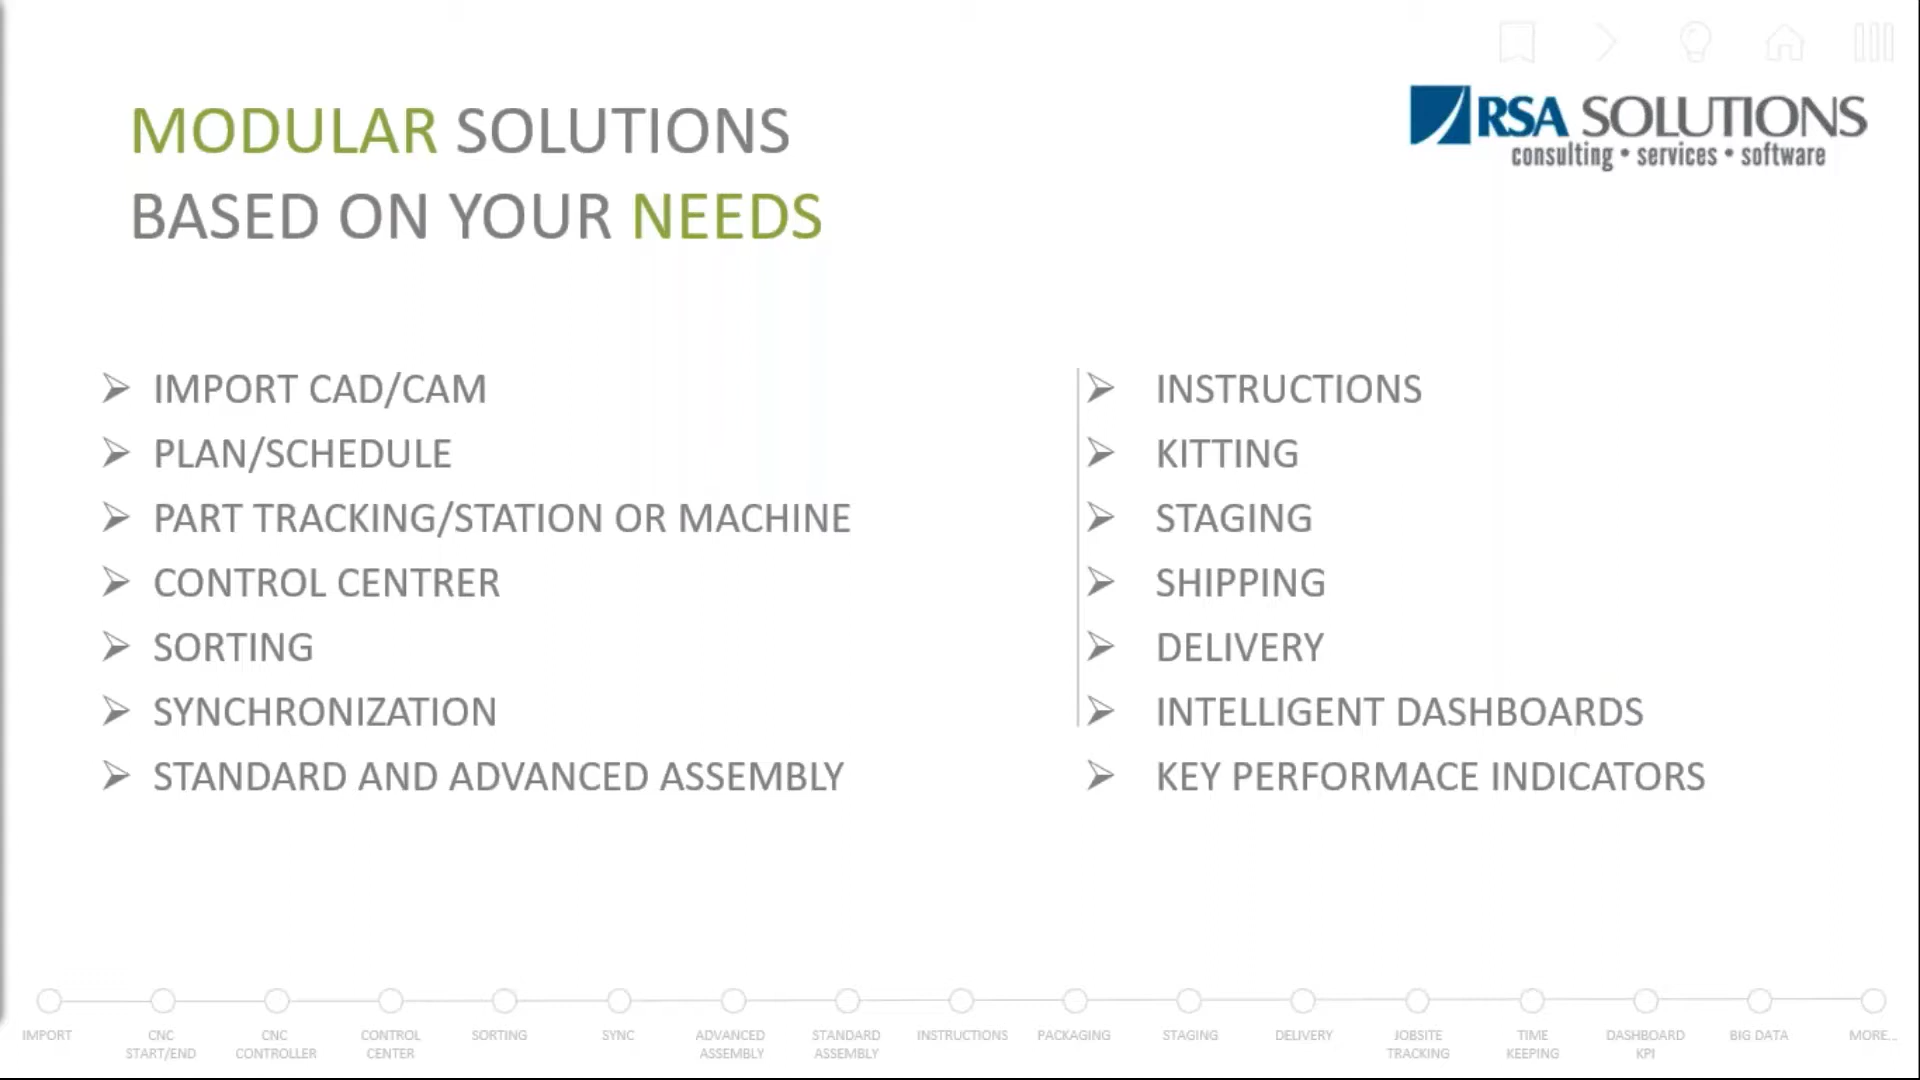 MODULAR SOLUTIONS
BASED ON YOUR NEEDS
RSA SOLUTIONS
consulting • services • software
➢ IMPORT CAD/CAM
➢ PLAN/SCHEDULE
➢ PART TRACKING/STATION OR MACHINE
➢ CONTROL CENTRER
➢ SORTING
➢ SYNCHRONIZATION
➢ STANDARD AND ADVANCED ASSEMBLY
➢ INSTRUCTIONS
➢ KITTING
➢ STAGING
➢ SHIPPING
➢ DELIVERY
➢ INTELLIGENT DASHBOARDS
➢ KEY PERFORMACE INDICATORS
IMPORT
CNC
START/END
CNC
CONTROLLER
CONTROL
CENTER
SORTING
SYNC
ADVANCED
ASSEMBLY
STANDARD
ASSEMBLY
INSTRUCTIONS
PACKAGING
STAGING
DELIVERY
JOBSITE
TRACKING
TIME
KEEPING
DASHBOARD
KPI
BIG DATA
MORE...